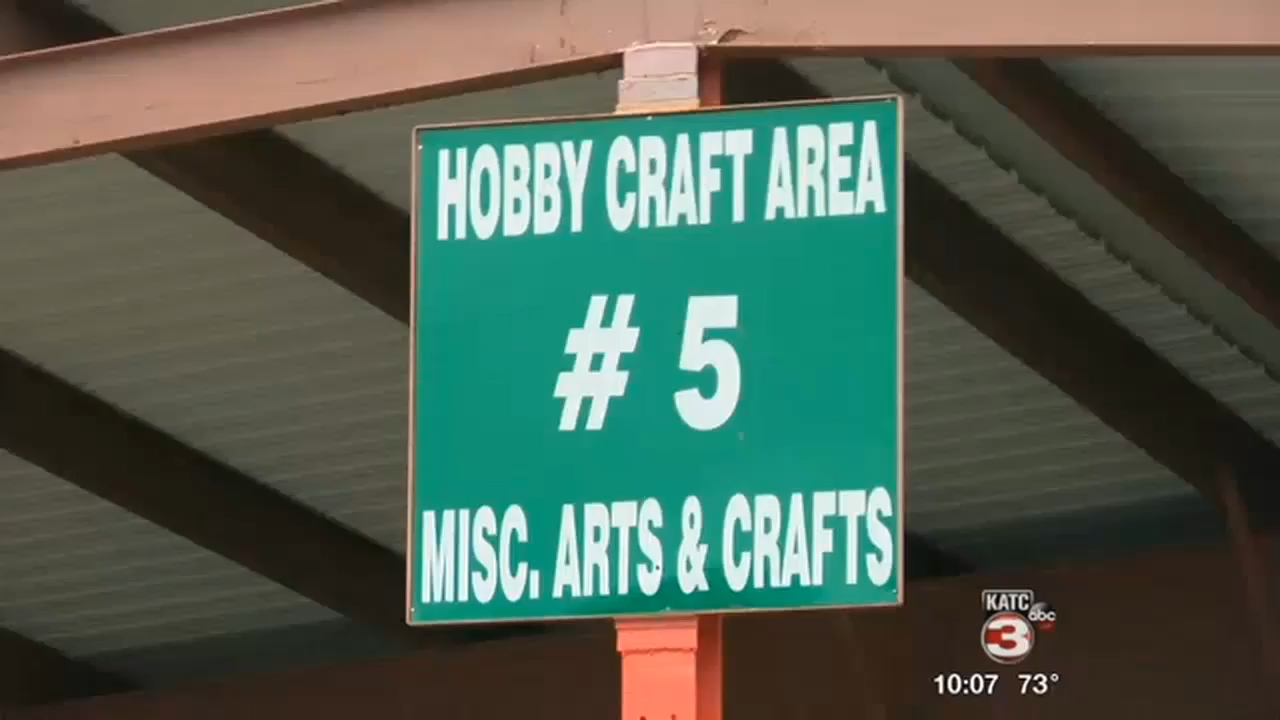 HOBBY CRAFT AREA
# 5
MISC. ARTS & CRAFTS
KATC
abc
3
10:07 73°